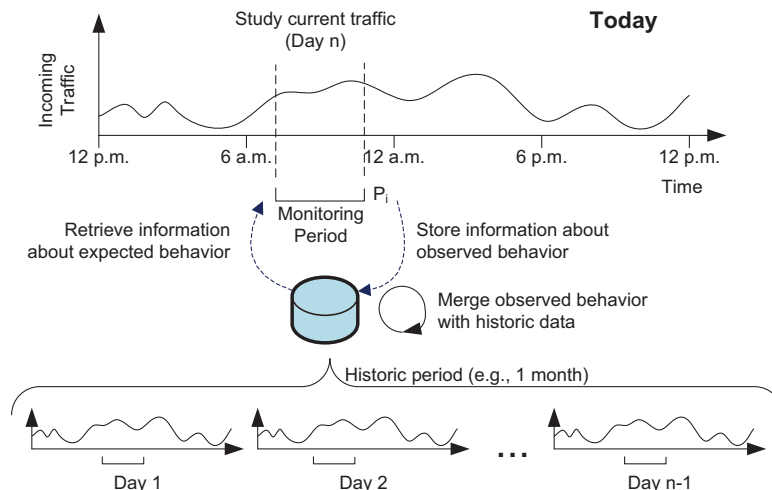 Study current traffic
(Day n)
Today
Incoming
Traffic
12 p.m.
6 a.m.
12 a.m.
6 p.m.
12 p.m.
Time
Pi
Monitoring
Period
Retrieve information
about expected behavior
Store information about
observed behavior
Merge observed behavior
with historic data
Historic period (e.g., 1 month)
...
Day 1
Day 2
Day n-1